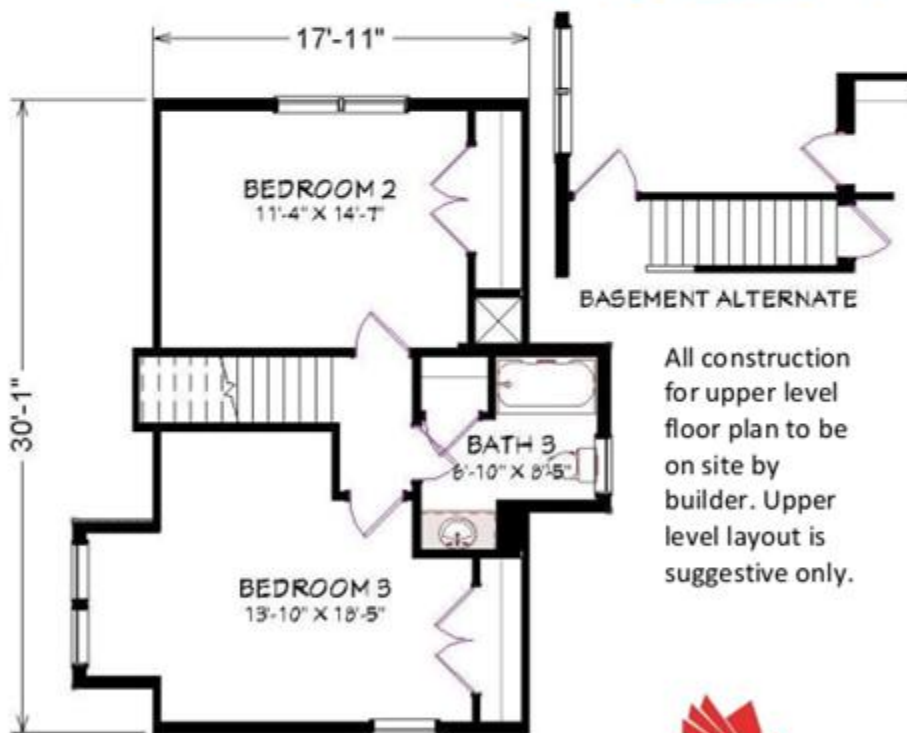 17'-11"
BEDROOM 2
11'-4" X 14'-7"
BASEMENT ALTERNATE
30'-1"
All construction
for upper level
floor plan to be
on site by
builder. Upper
level layout is
suggestive only.
BATH 3
8'-5"
BEDROOM 3
13'-10" X 18'-5"